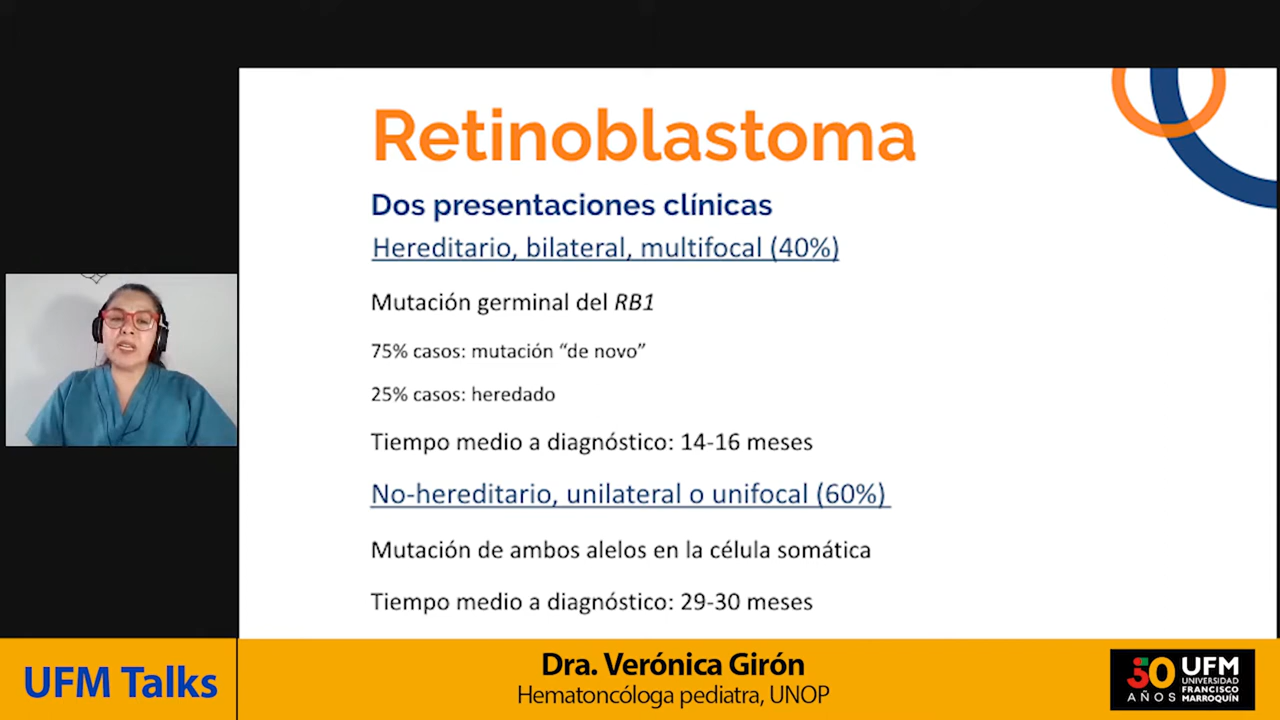 Retinoblastoma
Dos presentaciones clínicas
Hereditario, bilateral, multifocal (40%)
Mutación germinal del RB1
75% casos: mutación “de novo”
25% casos: heredado
Tiempo medio a diagnóstico: 14-16 meses
No-hereditario, unilateral o unifocal (60%)
Mutación de ambos alelos en la célula somática
Tiempo medio a diagnóstico: 29-30 meses
UFM Talks
Dra. Verónica Girón
Hematoncóloga pediatra, UNOP
50
AÑOS
UFM
UNIVERSIDAD
FRANCISCO
MARROQUÍN